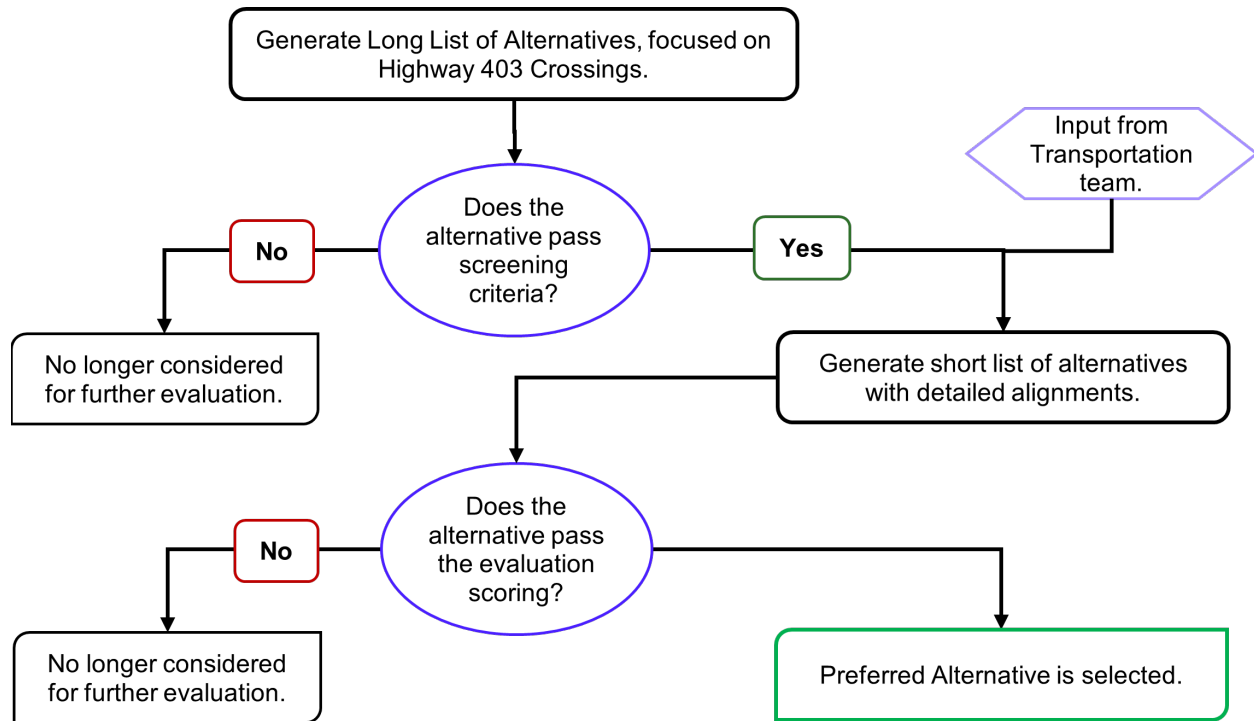 Generate Long List of Alternatives, focused on
Highway 403 Crossings.
Input from
Transportation
team.
Does the
alternative pass
screening
criteria?
No
Yes
No longer considered
for further evaluation.
Generate short list of alternatives
with detailed alignments.
Does the
alternative pass
the evaluation
scoring?
No
No longer considered
for further evaluation.
Preferred Alternative is selected.